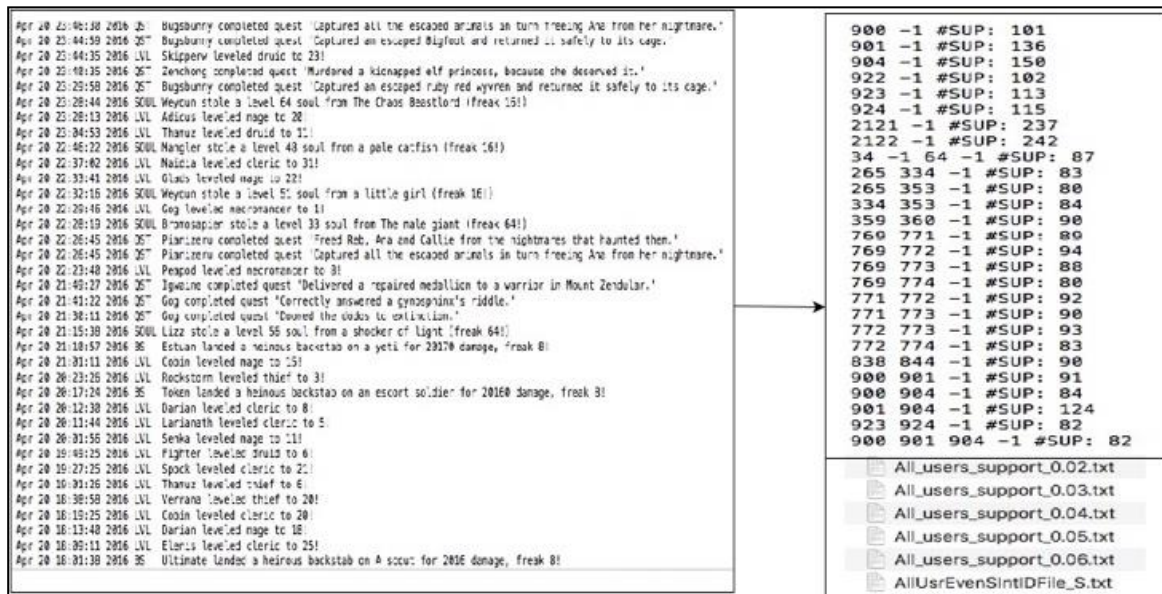 Apr 20 23:46:30 2016 QST Bugsbunny completed quest 'Captured all the escaped animals in turn freeing Ana from her nightmare.'
Apr 20 23:44:59 2016 QST Bugsbunny completed quest 'Captured an escaped Bigfoot and returned it safely to its cage.'
Apr 20 23:44:35 2016 LVL Skipperw leveled druid to 23!
Apr 20 23:40:35 2016 QST Zenchong completed quest 'Murdered a kidnapped elf princess, because she deserved it.'
Apr 20 23:29:58 2016 QST Bugsbunny completed quest 'Captured an escaped ruby red wyvren and returned it safely to its cage.'
Apr 20 23:28:44 2016 SOUL Weycun stole a level 64 soul from The Chaos Beastlord (freak 16!)
Apr 20 23:20:13 2016 LVL Adicus leveled mage to 20!
Apr 20 23:04:53 2016 LVL Thanuz leveled druid to 11!
Apr 20 22:46:22 2016 SOUL Mangler stole a level 48 soul from a pale catfish (freak 16!)
Apr 20 22:37:02 2016 LVL leveled cleric to 31!
Apr 20 22:33:41 2016 LVL Glads leveled mage to 22!
Apr 20 22:32:16 2016 SOUL Weycun stole a level 51 soul from a little girl (freak 16!)
Apr 20 22:29:46 2016 LVL Gog leveled necromancer to 1!
Apr 20 22:28:19 2016 SOUL Bromosapien stole a level 33 soul from The male giant (freak 64!)
Apr 20 22:26:45 2016 QST completed quest 'Freed Reb, Ana and Callie from the nightmares that haunted them.'
Apr 20 22:26:45 2016 QST completed quest 'Captured all the escaped animals in turn freeing Ana from her nightmare.'
Apr 20 22:23:48 2016 LVL Peapod leveled necromancer to 8!
Apr 20 21:49:27 2016 QST Igwaine completed quest "Delivered a repaired medallion to a warrior in Mount Zendular.'
Apr 20 21:41:22 2016 QST Gog completed quest "Correctly answered a gynosphinx's riddle.'
Apr 20 21:30:11 2016 QST Gog completed quest "Doomed the dodos to extinction.'
Apr 20 21:15:38 2016 SOUL Lizz stole a level 56 soul from a shocker of light (freak 64!)
Apr 20 21:10:57 2016 BS Estuan landed a heinous backstab on a yeti for 20170 damage, freak 8!
Apr 20 21:01:11 2016 LVL Cobin leveled mage to 15!
Apr 20 20:23:26 2016 LVL Rockstorm leveled thief to 3!
Apr 20 20:17:24 2016 BS Token landed a heinous backstab on an escort soldier for 20160 damage, freak 8!
Apr 20 20:12:30 2016 LVL Darian leveled cleric to 8!
Apr 20 20:11:44 2016 LVL Larianath leveled cleric to 5!
Apr 20 20:01:56 2016 LVL Senka leveled mage to 11!
Apr 20 19:49:25 2016 LVL Fighter leveled druid to 6!
Apr 20 19:27:25 2016 LVL Spock leveled cleric to 21!
Apr 20 19:01:26 2016 LVL Thanuz leveled thief to 6!
Apr 20 18:38:58 2016 LVL Verrana leveled thief to 20!
Apr 20 18:19:25 2016 LVL Cobin leveled cleric to 20!
Apr 20 18:13:48 2016 LVL Darian leveled mage to 18!
Apr 20 18:09:11 2016 LVL Eleris leveled cleric to 25!
Apr 20 18:01:38 2016 BS Ultimate landed a heinous backstab on A scout for 2016 damage, freak 8!
900 -1 #SUP: 101
901 -1 #SUP: 136
904 -1 #SUP: 150
922 -1 #SUP: 102
923 -1 #SUP: 113
924 -1 #SUP: 115
2121 -1 #SUP: 237
2122 -1 #SUP: 242
34 -1 64 -1 #SUP: 87
265 334 -1 #SUP: 83
265 353 -1 #SUP: 80
334 353 -1 #SUP: 84
359 360 -1 #SUP: 90
769 771 -1 #SUP: 89
769 772 -1 #SUP: 94
769 773 -1 #SUP: 88
769 774 -1 #SUP: 80
771 772 -1 #SUP: 92
771 773 -1 #SUP: 90
772 773 -1 #SUP: 93
772 774 -1 #SUP: 83
838 844 -1 #SUP: 90
900 901 -1 #SUP: 91
900 904 -1 #SUP: 84
901 904 -1 #SUP: 124
923 924 -1 #SUP: 82
900 901 904 -1 #SUP: 82
All_users_support_0.02.txt
All_users_support_0.03.txt
All_users_support_0.04.txt
All_users_support_0.05.txt
All_users_support_0.06.txt
AllUsrEvenSIntIDFile_S.txt